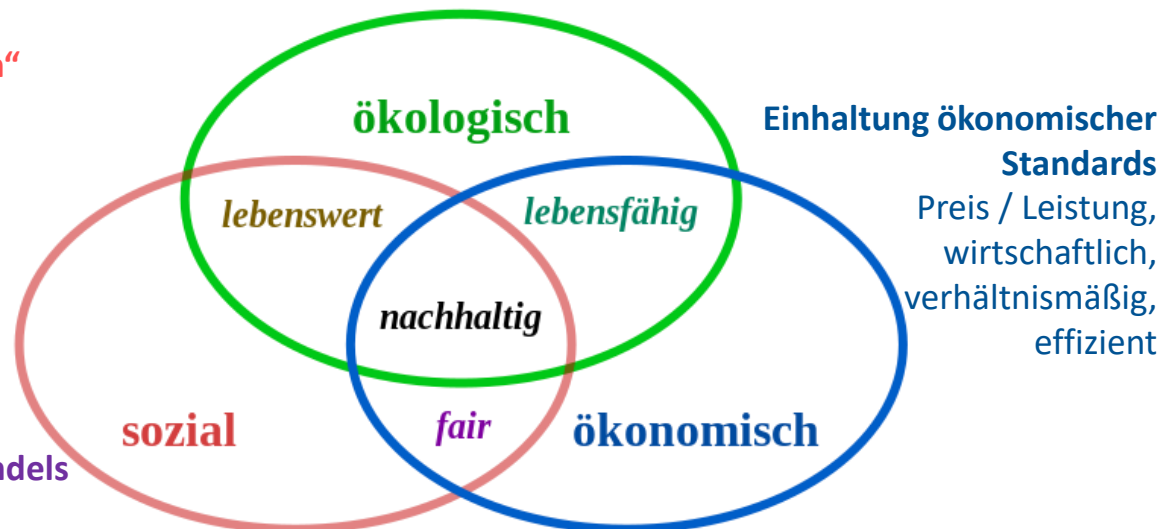 ökologisch
Einhaltung ökonomischer
Standards
Preis / Leistung,
wirtschaftlich,
verhältnismäßig,
effizient
lebenswert
lebensfähig
nachhaltig
sozial
fair
ökonomisch